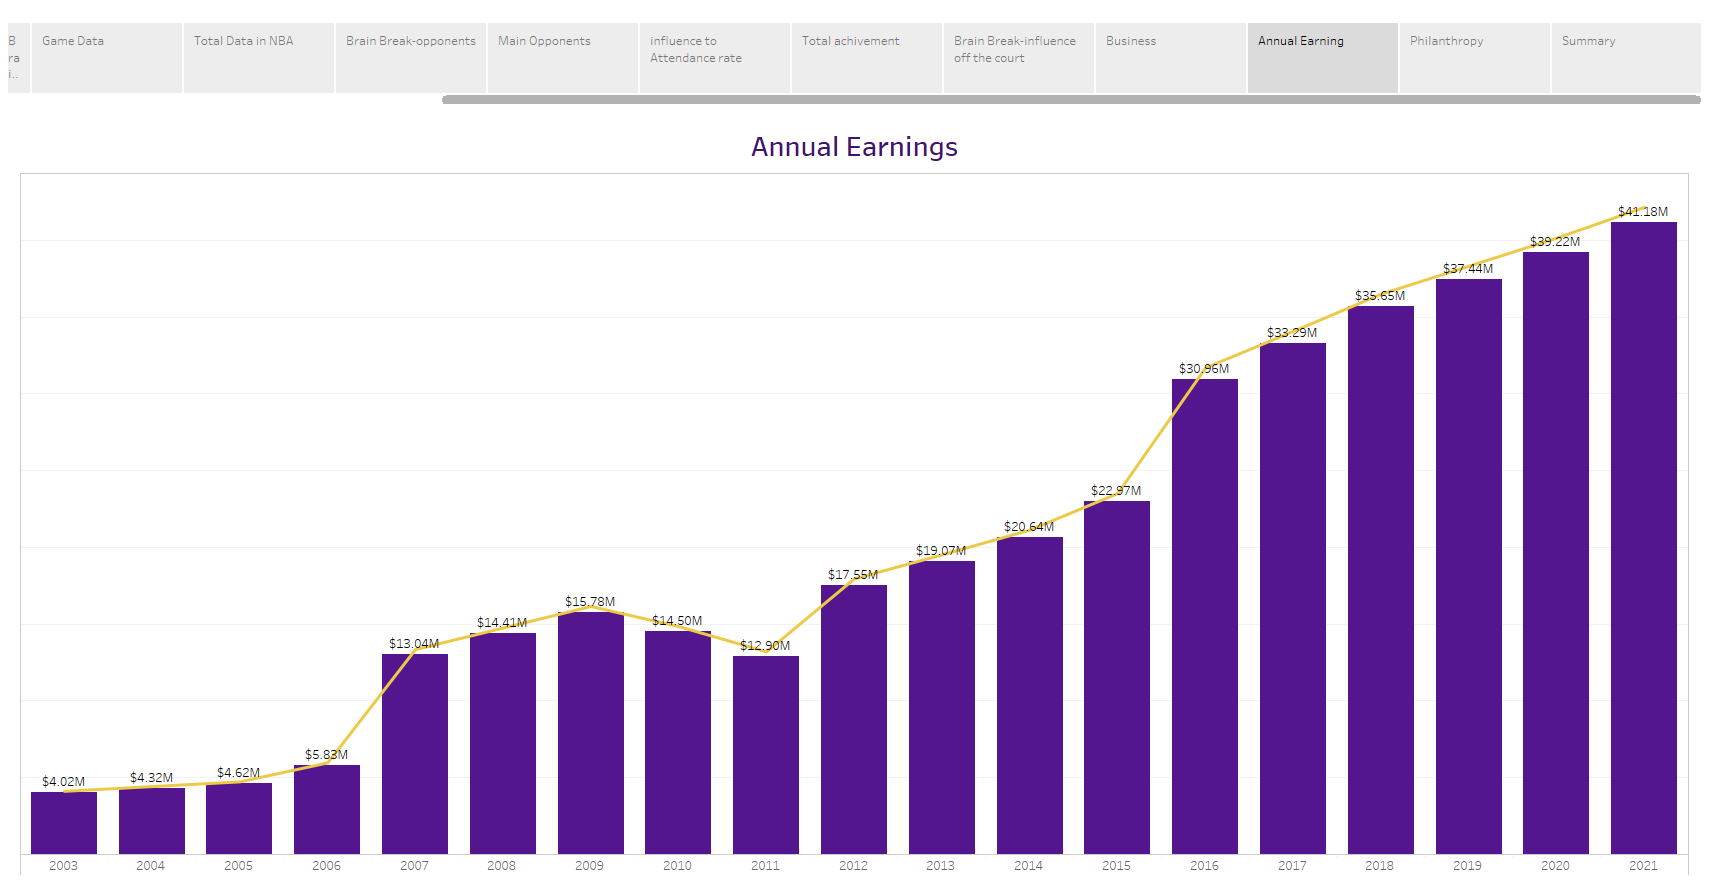 B
ra
i..
Game Data
Total Data in NBA
Brain Break-opponents
Main Opponents
influence to
Attendance rate
Total achivement
Brain Break-influence
off the court
Business
Annual Earning
Philanthropy
Summary
Annual Earnings
$4.02M
$4.32M
$4.62M
$5.83M
$13.04M
$14.41M
$15.78M
$14.50M
$12.90M
$17.55M
$19.07M
$20.64M
$22.97M
$30.96M
$33.29M
$35.65M
$37.44M
$39.22M
$41.18M
2003
2004
2005
2006
2007
2008
2009
2010
2011
2012
2013
2014
2015
2016
2017
2018
2019
2020
2021